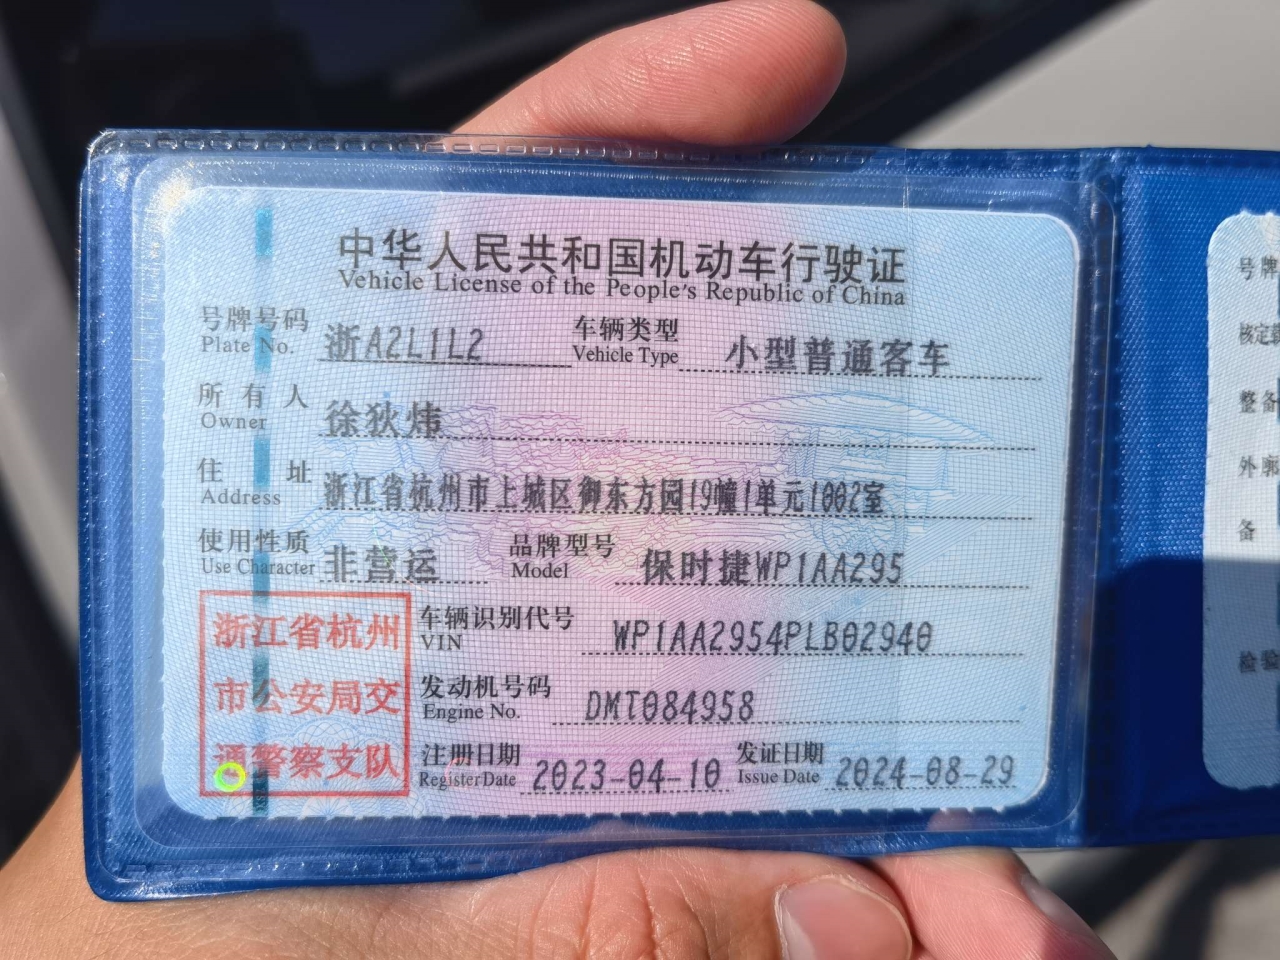 中华人民共和国机动车行驶证
Vehicle License of the People's Republic of China
号牌号码 浙A2L1L2 车辆类型 小型普通客车
Plate No. Vehicle Type
所有人 徐狄炜
Owner
住址 浙江省杭州市上城区御东方园19幢1单元1002室
Address
使用性质 非营运 品牌型号 保时捷WP1AA295
Use Character Model
浙江省杭州
市公安局交
通警察支队
车辆识别代号 WP1AA2954PLB02940
VIN
发动机号码 DMT084958
Engine No.
注册日期 2023-04-10 发证日期 2024-08-29
Register Date Issue Date
号牌
核定
整备
外廓
备
检验